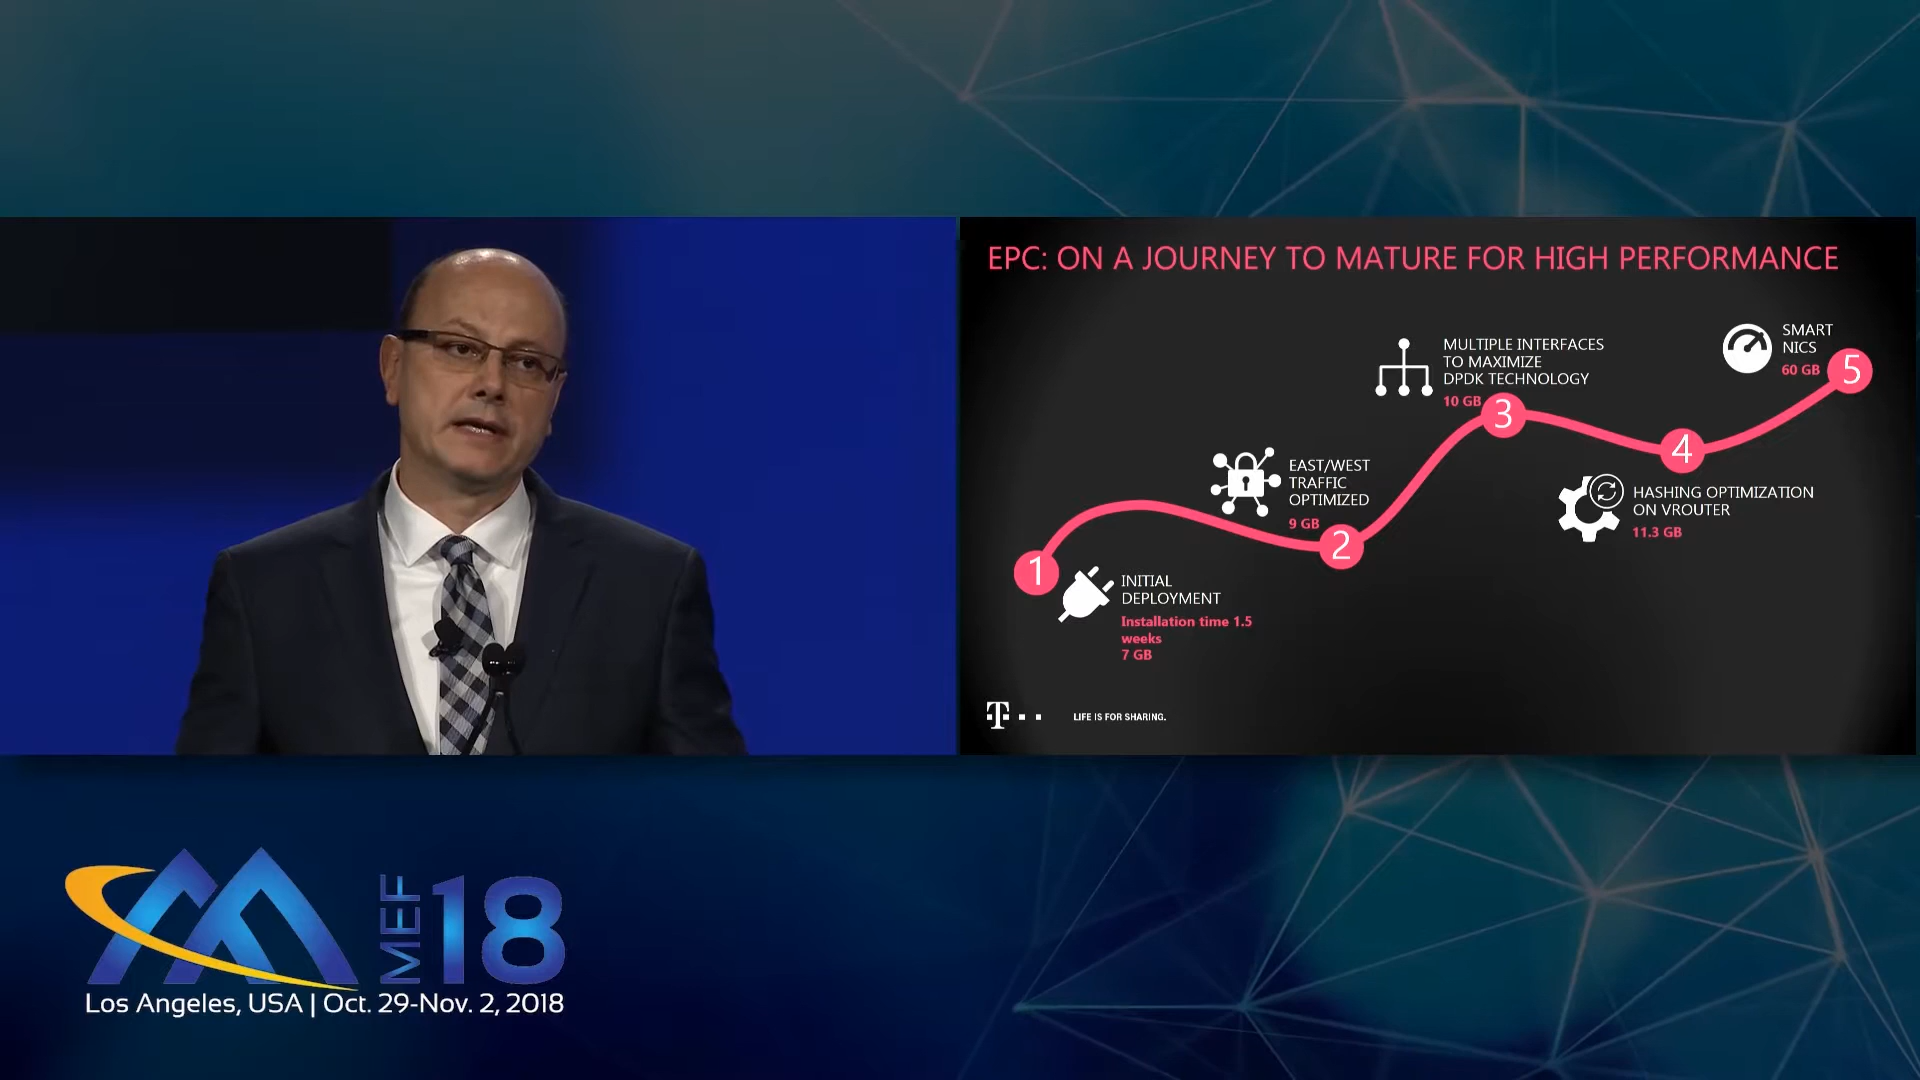 EPC: ON A JOURNEY TO MATURE FOR HIGH PERFORMANCE
1
INITIAL
DEPLOYMENT
Installation time 1.5
weeks
7 GB
EAST/WEST
TRAFFIC
OPTIMIZED
9 GB
2
MULTIPLE INTERFACES
TO MAXIMIZE
DPDK TECHNOLOGY
10 GB
3
4
HASHING OPTIMIZATION
ON VROUTER
11.3 GB
SMART
NICS
60 GB
5
T
LIFE IS FOR SHARING.
MEF 18
Los Angeles, USA | Oct. 29-Nov. 2, 2018